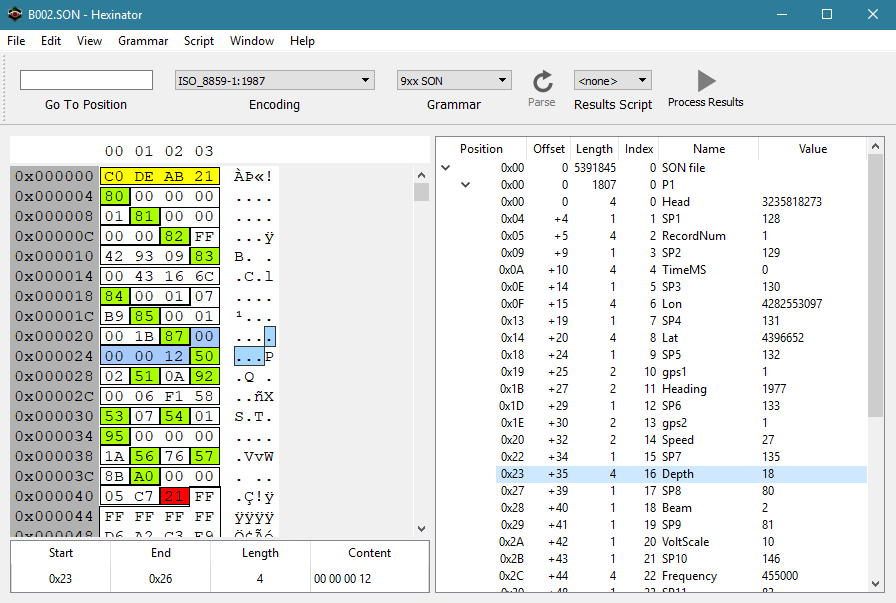 B002.SON - Hexinator
File Edit View Grammar Script Window Help
ISO_8859-1:1987 9xx SON <none>
Go To Position Encoding Grammar Parse Results Script Process Results
00 01 02 03
0x000000 C0 DE AB 21 ÀÞ«!
0x000004 80 00 00 00 ....
0x000008 01 81 00 00 ....
0x00000C 00 00 82 FF ...ÿ
0x000010 42 93 09 83 B. .
0x000014 00 43 16 6C .C.l
0x000018 84 00 01 07 ....
0x00001C B9 85 00 01 ¹...
0x000020 00 1B 87 00 ....
0x000024 00 00 12 50 ...P
0x000028 02 51 0A 92 .Q .
0x00002C 00 06 F1 58 ..ñX
0x000030 53 07 54 01 S.T.
0x000034 95 00 00 00 ....
0x000038 1A 56 76 57 .VvW
0x00003C 8B A0 00 00 . ..
0x000040 05 C7 21 FF .Ç!ÿ
0x000044 FF FF FF FF ÿÿÿÿ
0x000048 D6 A2 C3 E9 Ö¢Ãé
Start End Length Content
0x23 0x26 4 00 00 00 12
Position Offset Length Index Name Value
0x00 0 5391845 0 SON file
0x00 0 1807 0 P1
0x00 0 4 0 Head 3235818273
0x04 +4 1 1 SP1 128
0x05 +5 4 2 RecordNum 1
0x09 +9 1 3 SP2 129
0x0A +10 4 4 TimeMS 0
0x0E +14 1 5 SP3 130
0x0F +15 4 6 Lon 4282553097
0x13 +19 1 7 SP4 131
0x14 +20 4 8 Lat 4396652
0x18 +24 1 9 SP5 132
0x19 +25 2 10 gps1 1
0x1B +27 2 11 Heading 1977
0x1D +29 1 12 SP6 133
0x1E +30 2 13 gps2 1
0x20 +32 2 14 Speed 27
0x22 +34 1 15 SP7 135
0x23 +35 4 16 Depth 18
0x27 +39 1 17 SP8 80
0x28 +40 1 18 Beam 2
0x29 +41 1 19 SP9 81
0x2A +42 1 20 VoltScale 10
0x2B +43 1 21 SP10 146
0x2C +44 4 22 Frequency 455000
0x30 +48 1 23 SP11 83